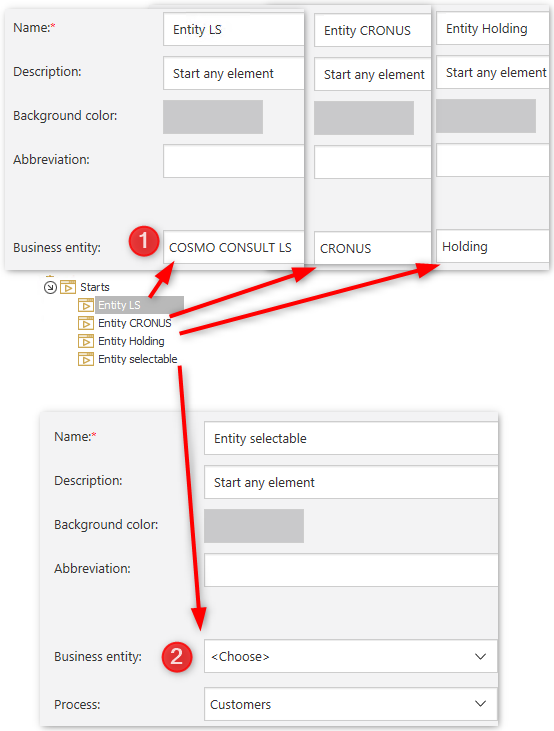 Name:* Entity LS Entity CRONUS Entity Holding
Description: Start any element Start any element Start any element
Background color:
Abbreviation:
Business entity: 1 COSMO CONSULT LS CRONUS Holding
Starts
Entity LS
Entity CRONUS
Entity Holding
Entity selectable
Name:* Entity selectable
Description: Start any element
Background color:
Abbreviation:
Business entity: 2 <Choose>
Process: Customers